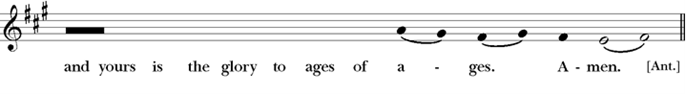 and yours is the glory to ages of a - ges. A - men. [Ant.]